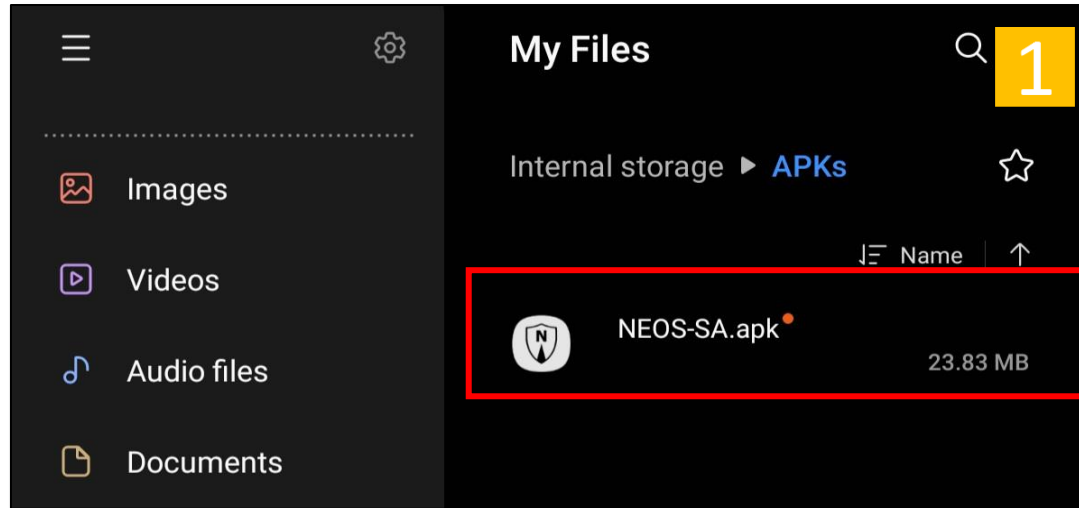 My Files
1
Images
Videos
Audio files
Documents
Internal storage ▶ APKs
Name
N
NEOS-SA.apk
23.83 MB